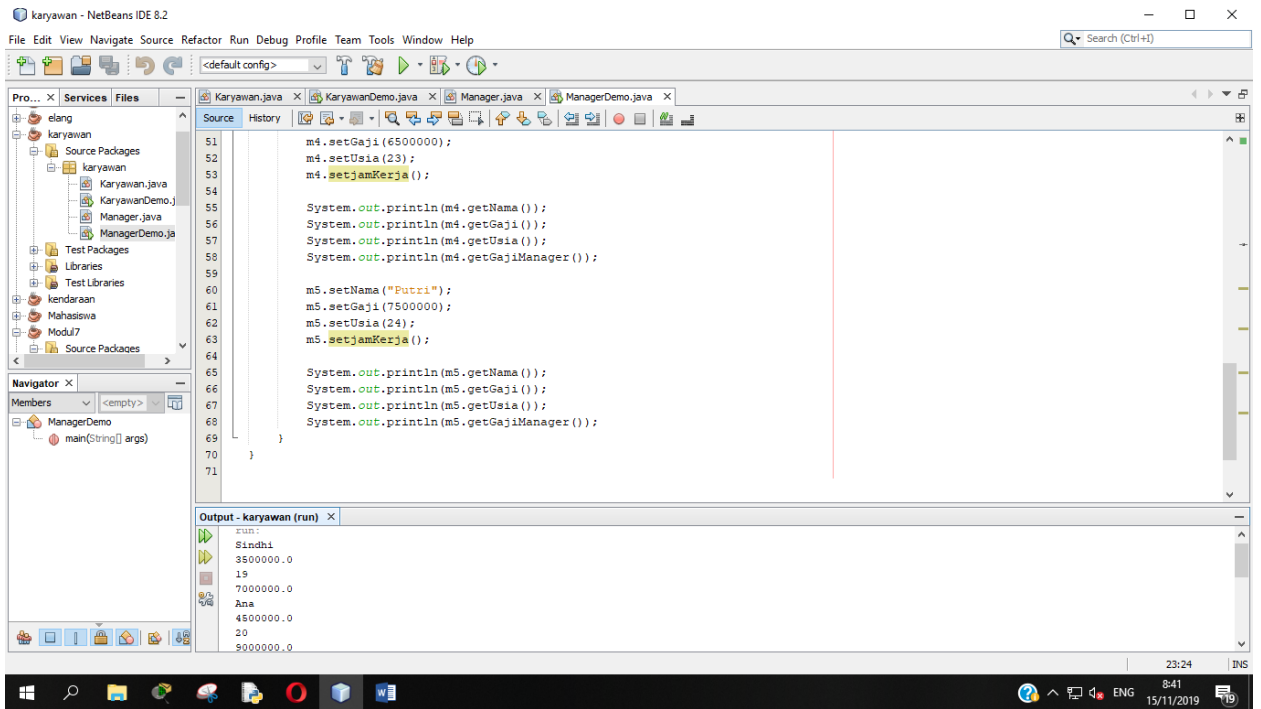 karyawan - NetBeans IDE 8.2
File Edit View Navigate Source Refactor Run Debug Profile Team Tools Window Help
Search (Ctrl+I)
<default config>
Pro... Services Files
Karyawan.java KaryawanDemo.java Manager.java ManagerDemo.java
elang
karyawan
Source Packages
karyawan
Karyawan.java
KaryawanDemo.j
Manager.java
ManagerDemo.ja
Test Packages
Libraries
Test Libraries
kendaraan
Mahasiswa
Modul7
Source Packages
Source History
51 m4.setGaji(6500000);
52 m4.setUsia(23);
53 m4.setjamKerja();
54
55 System.out.println(m4.getNama());
56 System.out.println(m4.getGaji());
57 System.out.println(m4.getUsia());
58 System.out.println(m4.getGajiManager());
59
60 m5.setNama("Putri");
61 m5.setGaji(7500000);
62 m5.setUsia(24);
63 m5.setjamKerja();
64
65 System.out.println(m5.getNama());
66 System.out.println(m5.getGaji());
67 System.out.println(m5.getUsia());
68 System.out.println(m5.getGajiManager());
69 }
70 }
71
Navigator
Members <empty>
ManagerDemo
main(String[] args)
Output - karyawan (run)
run:
Sindhi
3500000.0
19
7000000.0
Ana
4500000.0
20
9000000.0
23:24 INS
ENG
8:41
15/11/2019
19